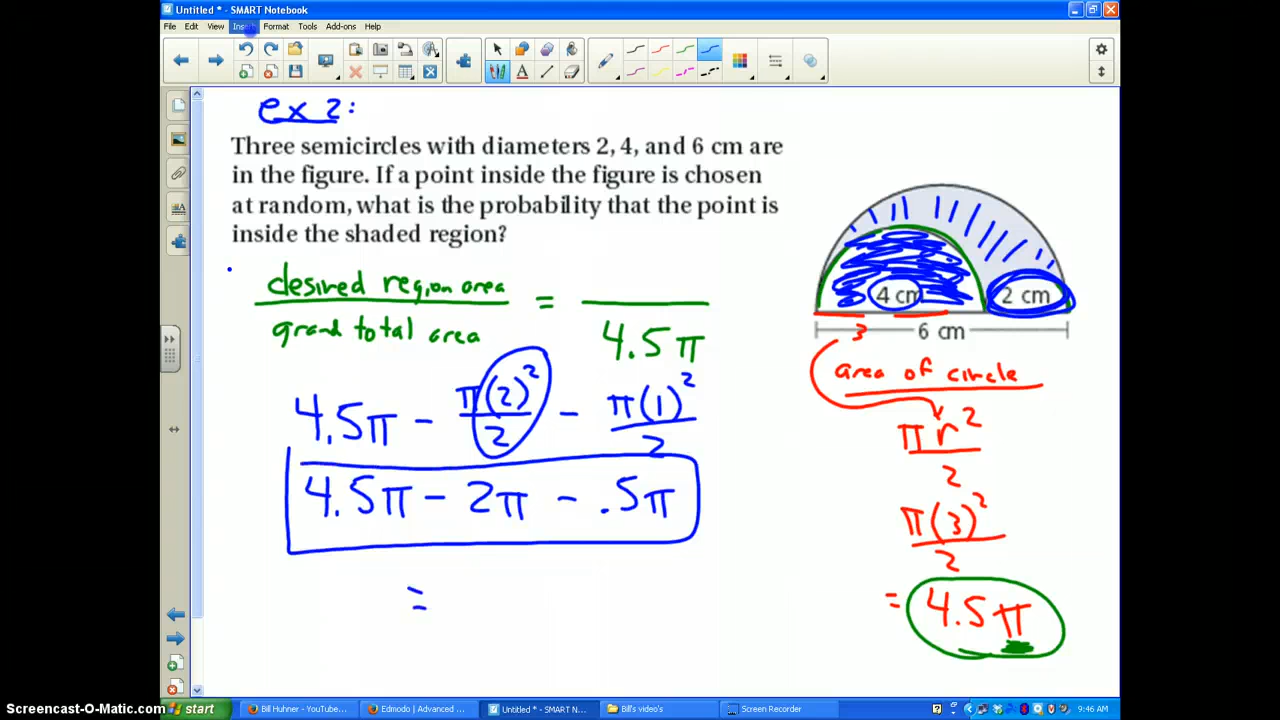 Untitled * - SMART Notebook
File Edit View Insert Format Tools Add-ons Help
ex 2:
Three semicircles with diameters 2, 4, and 6 cm are
in the figure. If a point inside the figure is chosen
at random, what is the probability that the point is
inside the shaded region?
desired region area
grand total area
=
4.5π
4.5π - π(2)²/2 - π(1)²/2
4.5π - 2π - .5π
=
4 cm
2 cm
3
6 cm
area of circle
πr²
2
π(3)²
2
= 4.5π
Screencast-O-Matic.com
start
Bill Huhner - YouTube...
Edmodo | Advanced ...
Untitled * - SMART N...
Bill's video's
Screen Recorder
9:46 AM